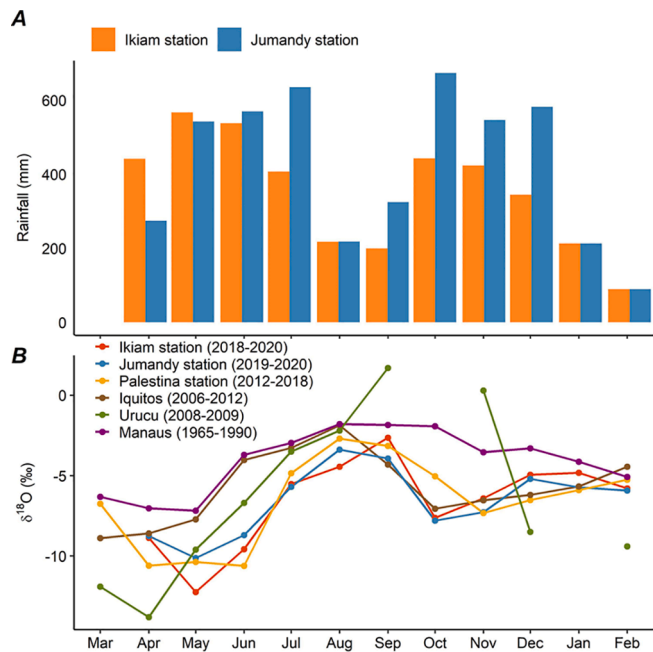 A
Ikiam station Jumandy station
Rainfall (mm)
600
400
200
0
B
Ikiam station (2018-2020)
Jumandy station (2019-2020)
Palestina station (2012-2018)
Iquitos (2006-2012)
Urucu (2008-2009)
Manaus (1965-1990)
δ¹⁸O (‰)
0
-5
-10
Mar Apr May Jun Jul Aug Sep Oct Nov Dec Jan Feb